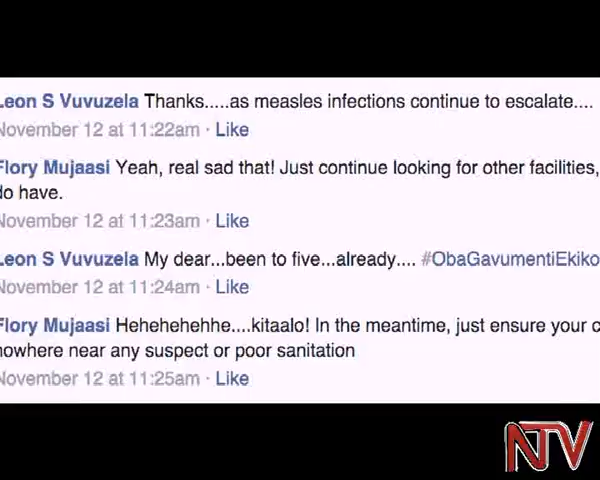 Leon S Vuvuzela Thanks.....as measles infections continue to escalate....
November 12 at 11:22am · Like
Flory Mujaasi Yeah, real sad that! Just continue looking for other facilities,
do have.
November 12 at 11:23am · Like
Leon S Vuvuzela My dear...been to five...already.... #ObaGavumentiEkiko
November 12 at 11:24am · Like
Flory Mujaasi Hehehehehhe....kitaalo! In the meantime, just ensure your c
nowhere near any suspect or poor sanitation
November 12 at 11:25am · Like
NTV